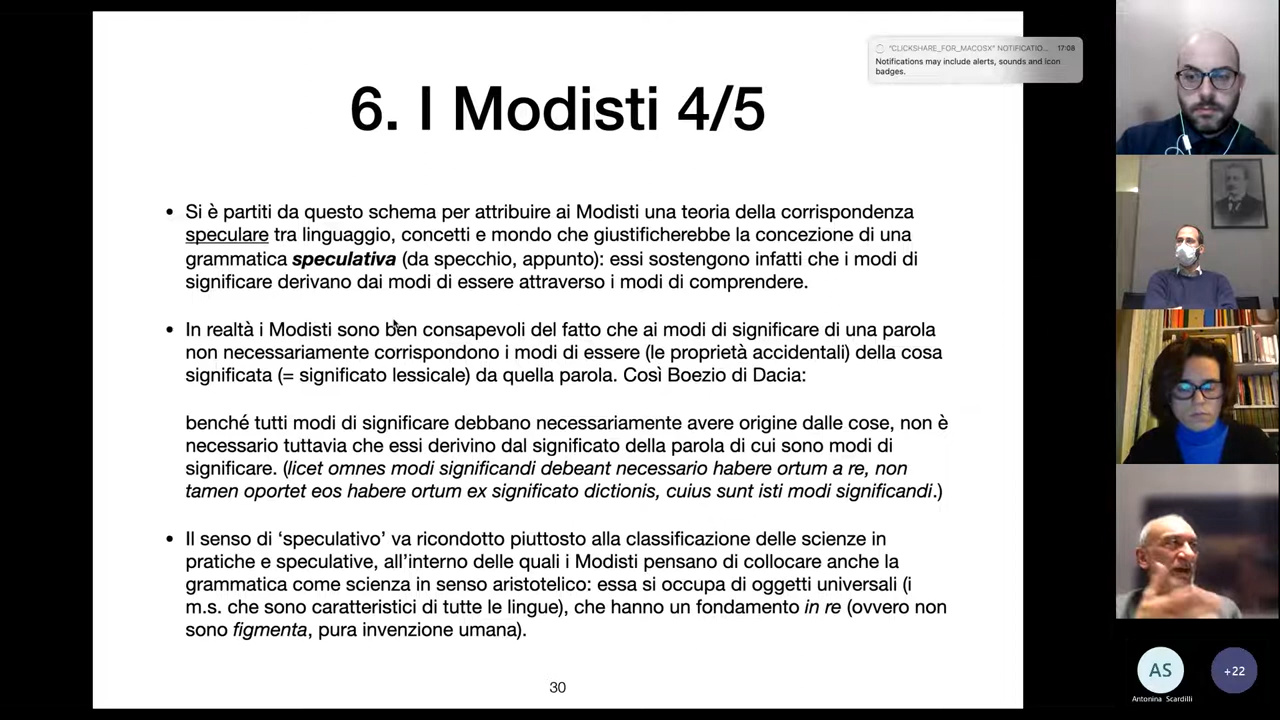 "CLICKSHARE_FOR_MACOSX" NOTIFICATIO... 17:08
Notifications may include alerts, sounds and icon
badges.
6. I Modisti 4/5
• Si è partiti da questo schema per attribuire ai Modisti una teoria della corrispondenza
speculare tra linguaggio, concetti e mondo che giustificherebbe la concezione di una
grammatica speculativa (da specchio, appunto): essi sostengono infatti che i modi di
significare derivano dai modi di essere attraverso i modi di comprendere.
• In realtà i Modisti sono ben consapevoli del fatto che ai modi di significare di una parola
non necessariamente corrispondono i modi di essere (le proprietà accidentali) della cosa
significata (= significato lessicale) da quella parola. Così Boezio di Dacia:
benché tutti modi di significare debbano necessariamente avere origine dalle cose, non è
necessario tuttavia che essi derivino dal significato della parola di cui sono modi di
significare. (licet omnes modi significandi debeant necessario habere ortum a re, non
tamen oportet eos habere ortum ex significato dictionis, cuius sunt isti modi significandi.)
• Il senso di ‘speculativo’ va ricondotto piuttosto alla classificazione delle scienze in
pratiche e speculative, all’interno delle quali i Modisti pensano di collocare anche la
grammatica come scienza in senso aristotelico: essa si occupa di oggetti universali (i
m.s. che sono caratteristici di tutte le lingue), che hanno un fondamento in re (ovvero non
sono figmenta, pura invenzione umana).
30
AS
+22
Antonina Scardilli